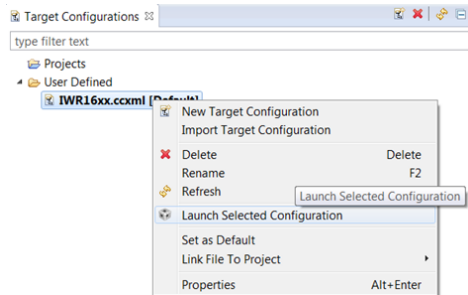 Target Configurations
type filter text
Projects
User Defined
IWR16xx.ccxml [Default]
New Target Configuration
Import Target Configuration
Delete Delete
Rename F2
Refresh
Launch Selected Configuration
Launch Selected Configuration
Set as Default
Link File To Project
Properties Alt+Enter